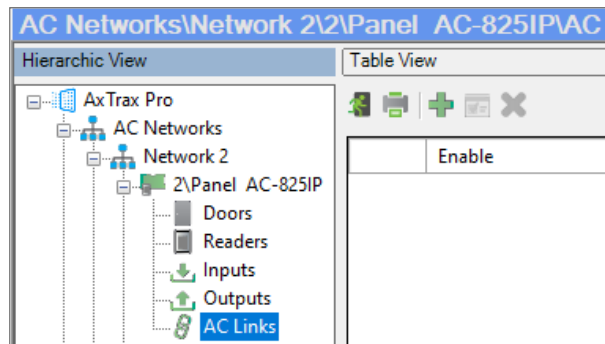 AC Networks\Network 2\2\Panel AC-825IP\AC
Hierarchic View
Table View
AxTrax Pro
AC Networks
Network 2
2\Panel AC-825IP
Doors
Readers
Inputs
Outputs
AC Links
Enable